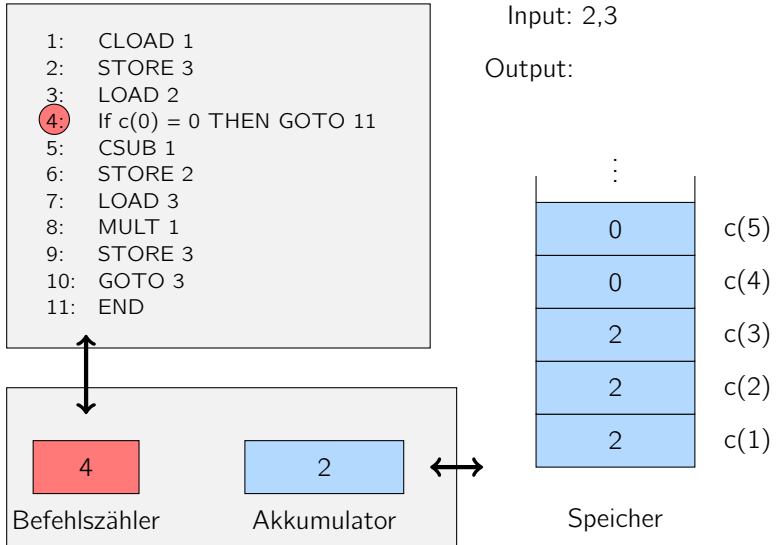 1: CLOAD 1
2: STORE 3
3: LOAD 2
4: If c(0) = 0 THEN GOTO 11
5: CSUB 1
6: STORE 2
7: LOAD 3
8: MULT 1
9: STORE 3
10: GOTO 3
11: END
Input: 2,3
Output:
⋮
0 c(5)
0 c(4)
2 c(3)
2 c(2)
2 c(1)
Speicher
4
Befehlszähler
2
Akkumulator